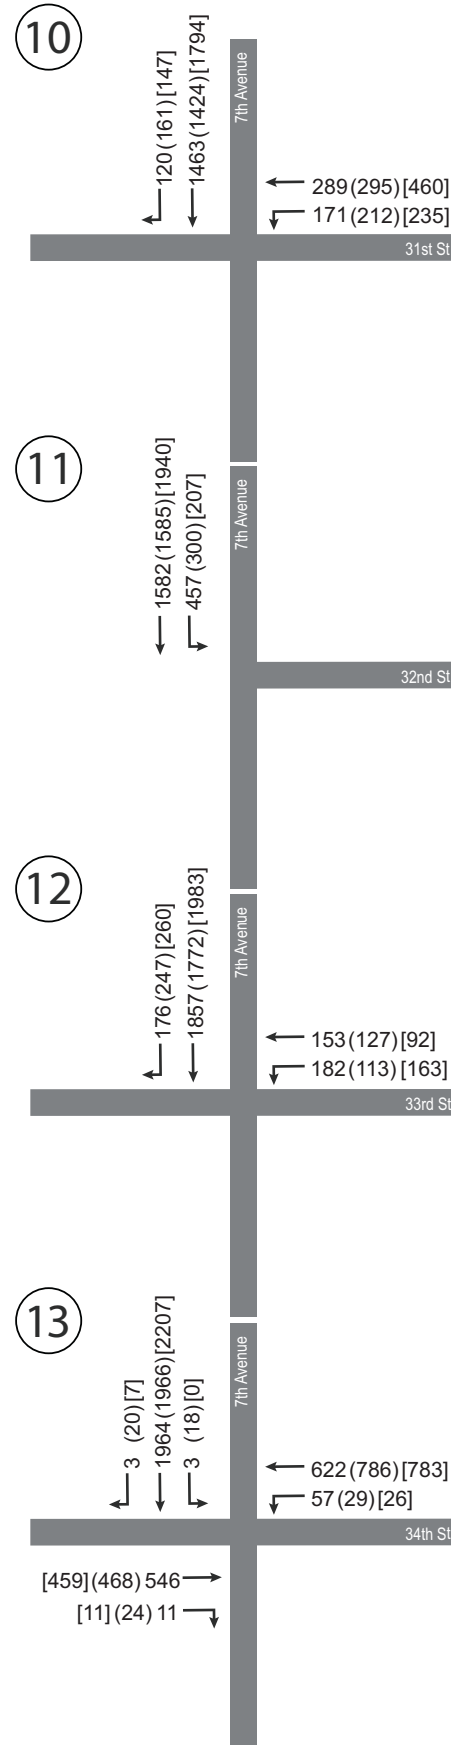 10
120 (161) [147]
1463 (1424) [1794]
7th Avenue
289 (295) [460]
171 (212) [235]
31st St
11
1582 (1585) [1940]
457 (300) [207]
7th Avenue
32nd St
12
176 (247) [260]
1857 (1772) [1983]
7th Avenue
153 (127) [92]
182 (113) [163]
33rd St
13
3 (20) [7]
1964 (1966) [2207]
3 (18) [0]
7th Avenue
622 (786) [783]
57 (29) [26]
34th St
[459] (468) 546
[11] (24) 11